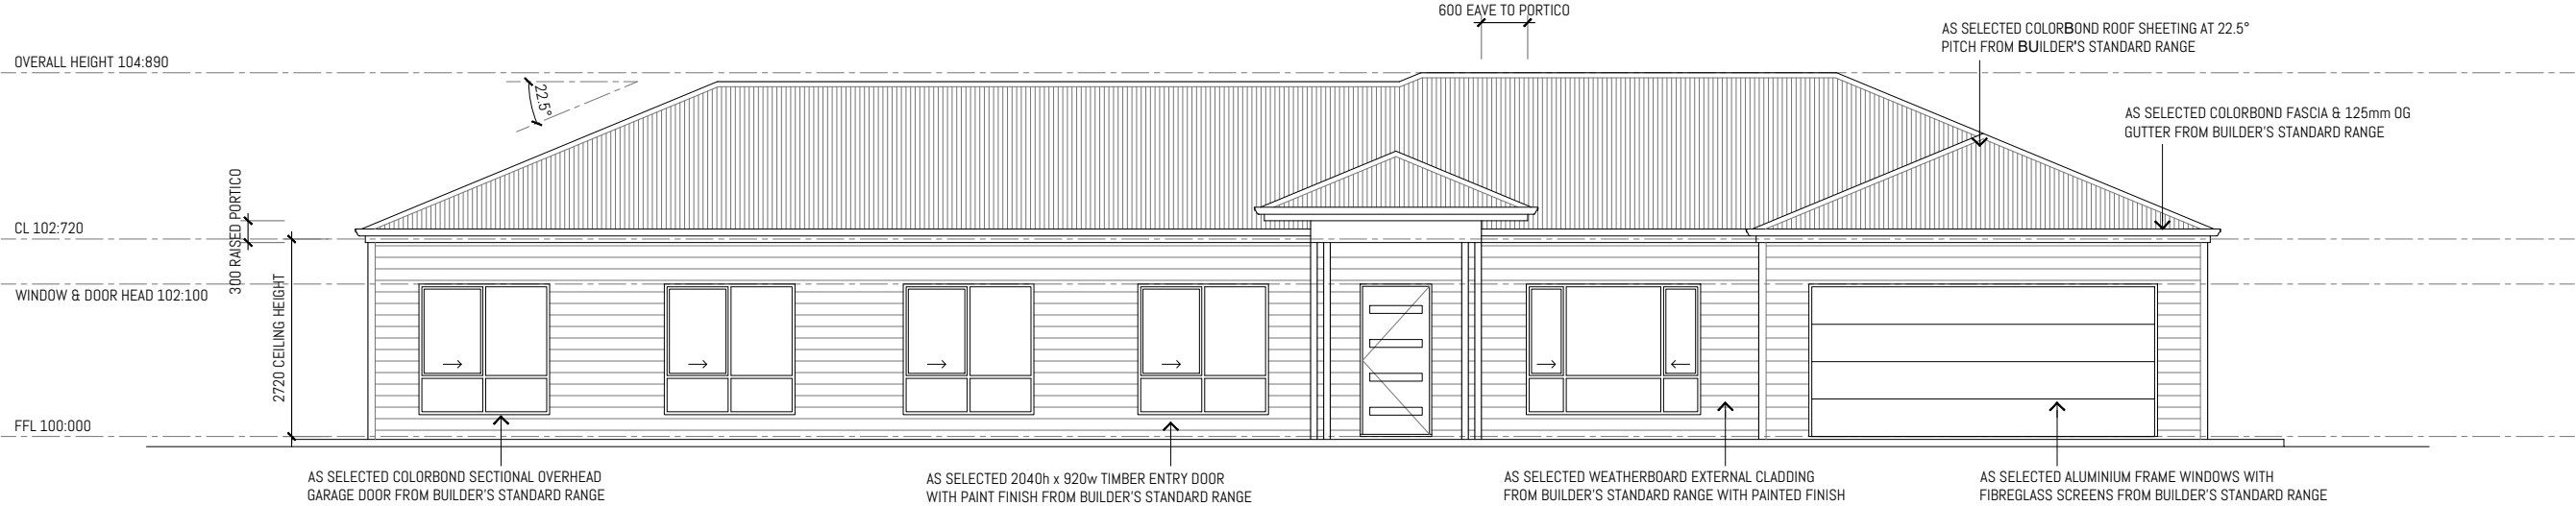 600 EAVE TO PORTICO
AS SELECTED COLORBOND ROOF SHEETING AT 22.5°
PITCH FROM BUILDER'S STANDARD RANGE
OVERALL HEIGHT 104:890
22.5°
AS SELECTED COLORBOND FASCIA & 125mm OG
GUTTER FROM BUILDER'S STANDARD RANGE
300 RAISED PORTICO
CL 102:720
WINDOW & DOOR HEAD 102:100
2720 CEILING HEIGHT
FFL 100:000
AS SELECTED COLORBOND SECTIONAL OVERHEAD
GARAGE DOOR FROM BUILDER'S STANDARD RANGE
AS SELECTED 2040h x 920w TIMBER ENTRY DOOR
WITH PAINT FINISH FROM BUILDER'S STANDARD RANGE
AS SELECTED WEATHERBOARD EXTERNAL CLADDING
FROM BUILDER'S STANDARD RANGE WITH PAINTED FINISH
AS SELECTED ALUMINIUM FRAME WINDOWS WITH
FIBREGLASS SCREENS FROM BUILDER'S STANDARD RANGE